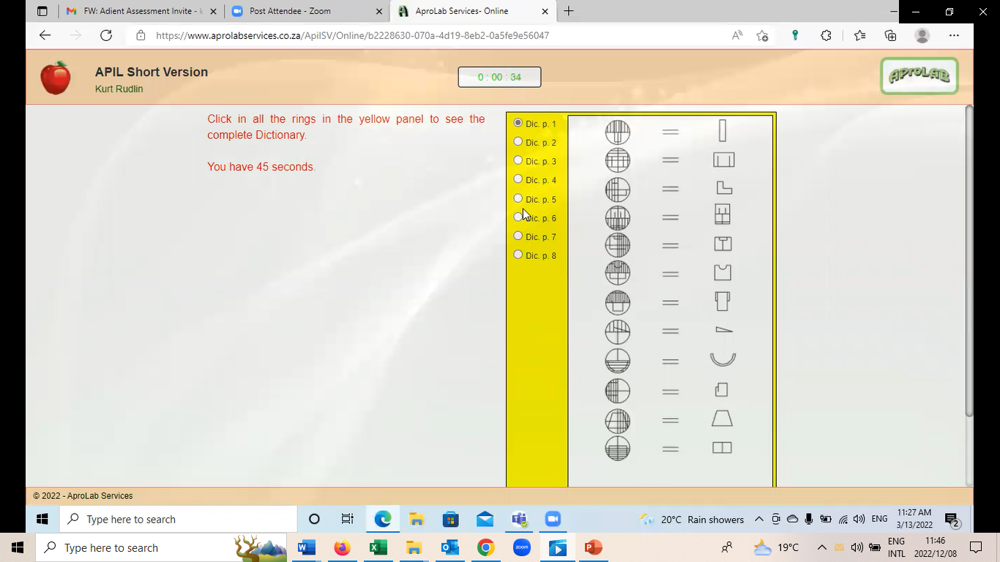 FW: Adient Assessment Invite - k
Post Attendee - Zoom
AproLab Services- Online
https://www.aprolabservices.co.za/ApilSV/Online/b2228630-070a-4d19-8eb2-0a5fe9e56047
APIL Short Version
Kurt Rudlin
0 : 00 : 34
AProLAB
Click in all the rings in the yellow panel to see the
complete Dictionary.
You have 45 seconds.
Dic. p. 1
Dic. p. 2
Dic. p. 3
Dic. p. 4
Dic. p. 5
Dic. p. 6
Dic. p. 7
Dic. p. 8
© 2022 - AproLab Services
Type here to search
20°C Rain showers
ENG
11:27 AM
3/13/2022
2
Type here to search
zoom
19°C
ENG
INTL
11:46
2022/12/08